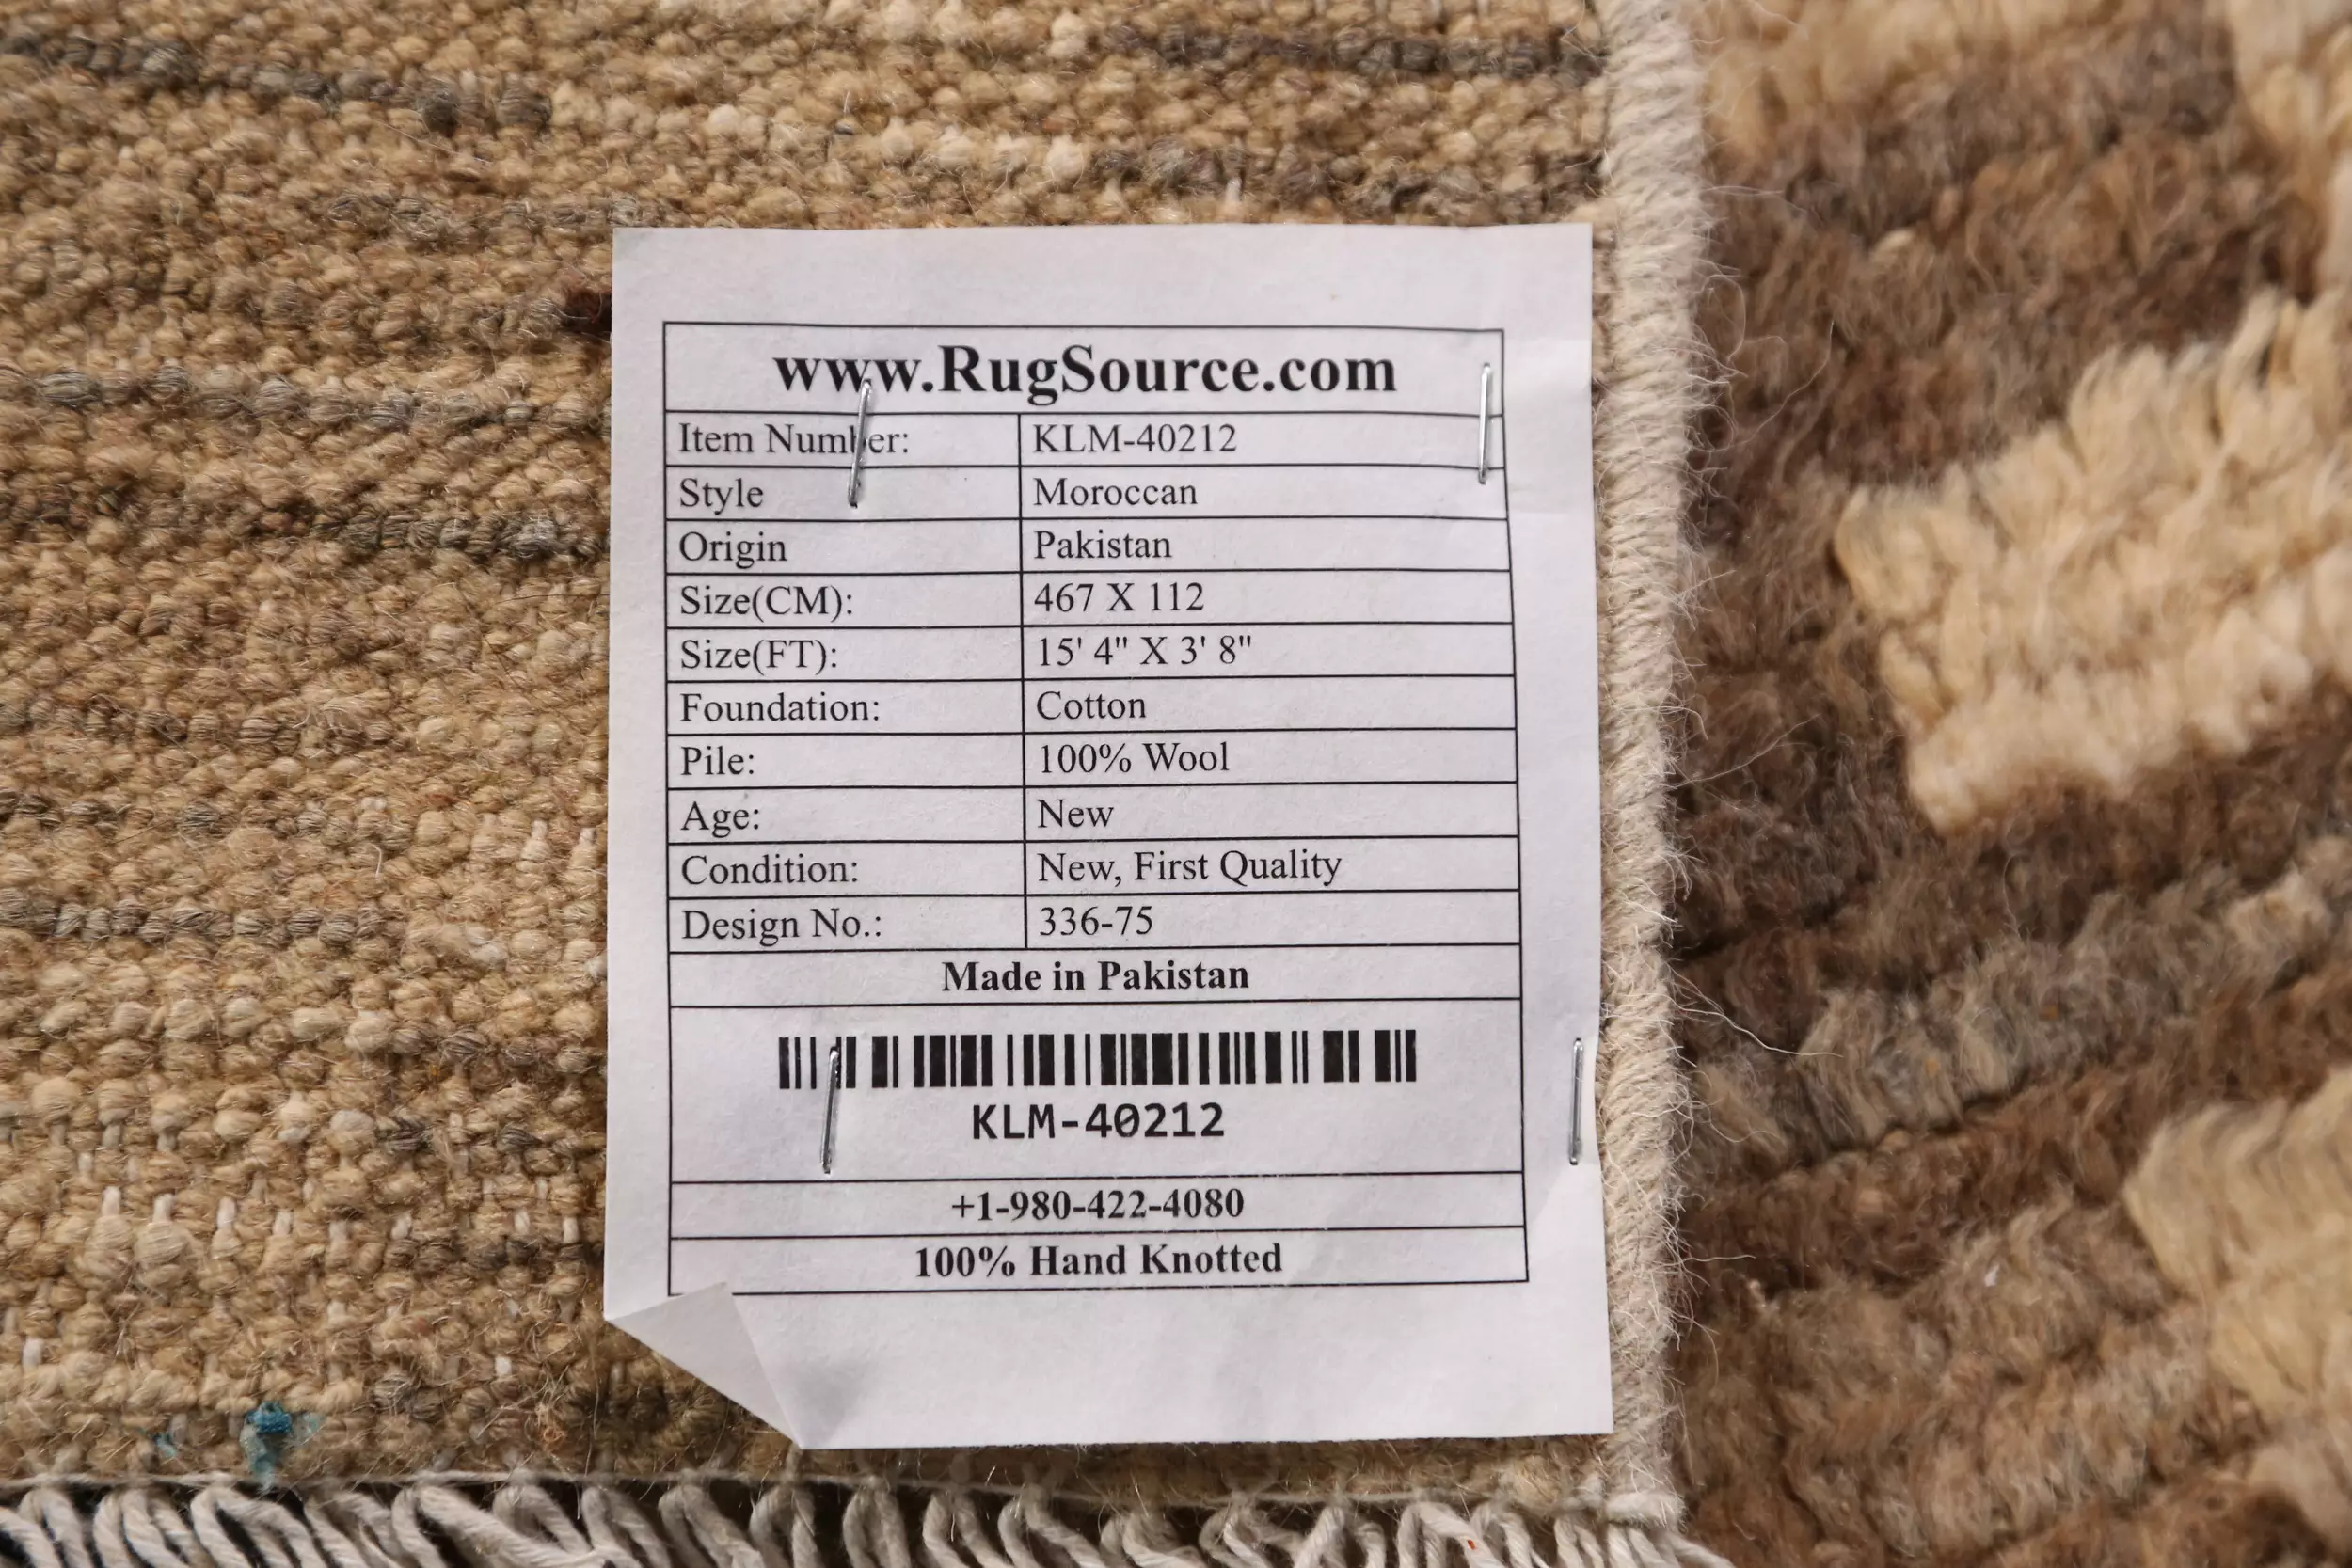 www.RugSource.com
Item Number: KLM-40212
Style Moroccan
Origin Pakistan
Size(CM): 467 X 112
Size(FT): 15' 4" X 3' 8"
Foundation: Cotton
Pile: 100% Wool
Age: New
Condition: New, First Quality
Design No.: 336-75
Made in Pakistan
KLM-40212
+1-980-422-4080
100% Hand Knotted